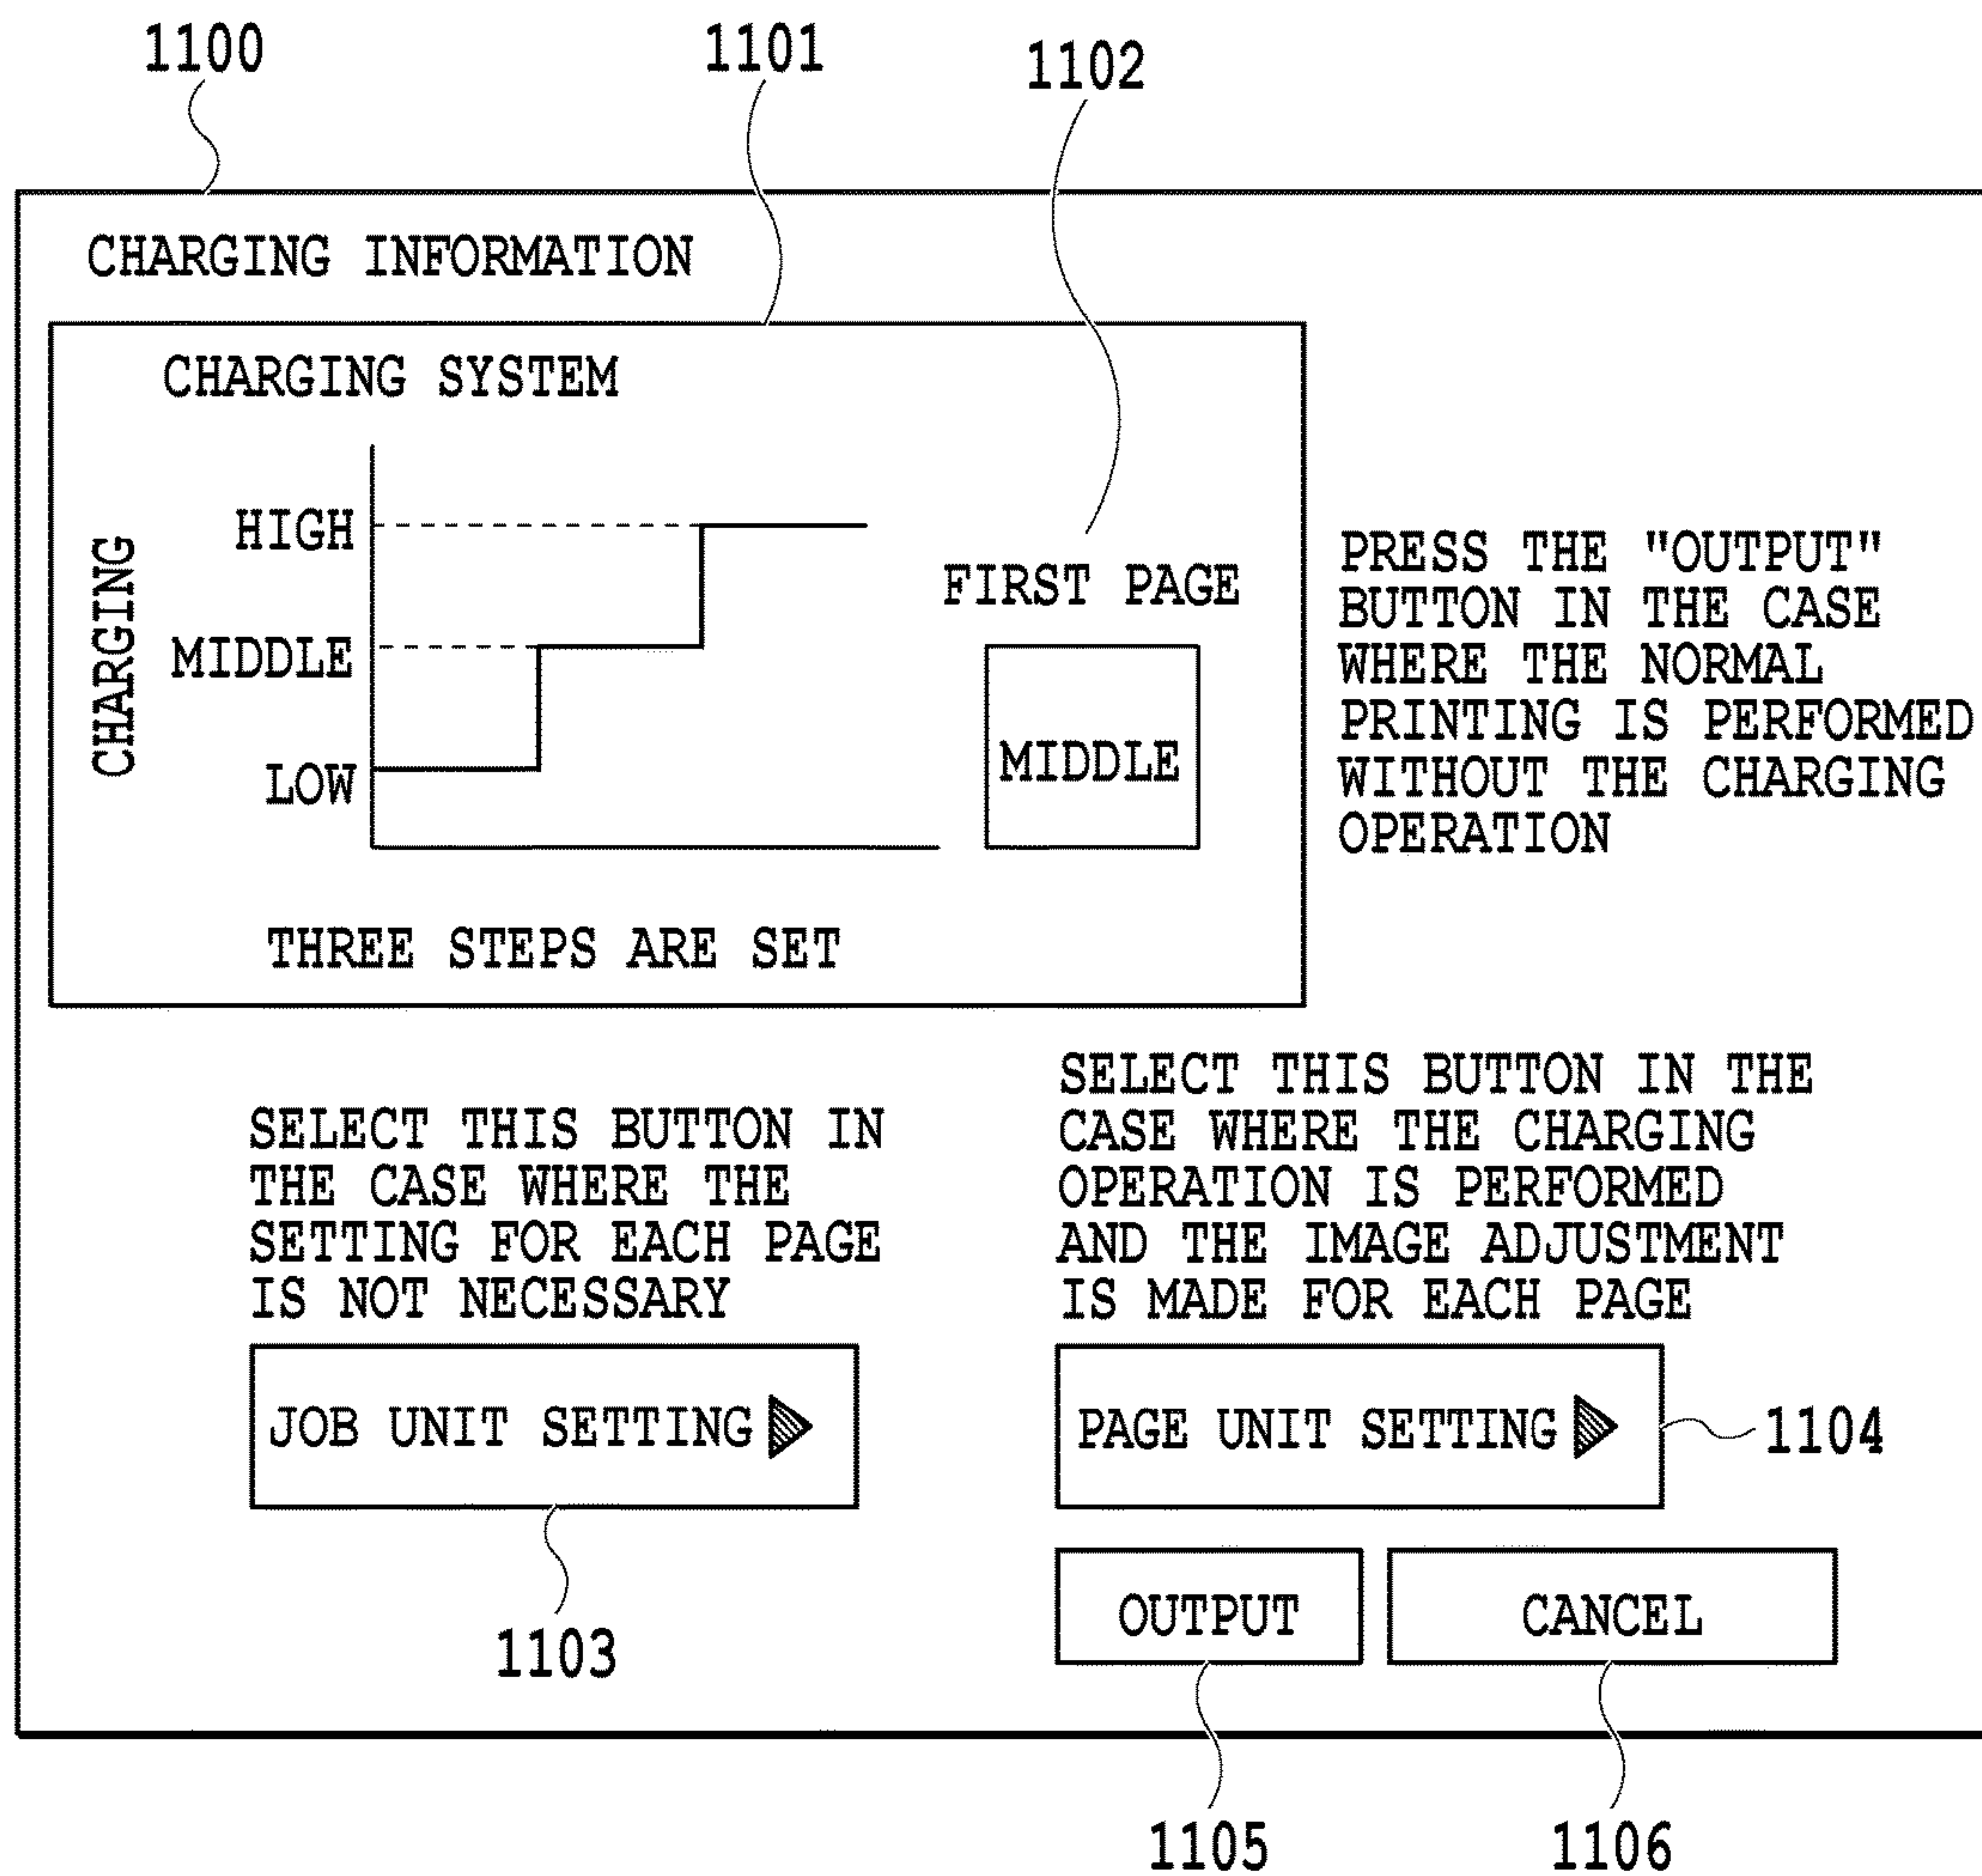 1100
1101
1102
CHARGING INFORMATION
CHARGING SYSTEM
CHARGING
HIGH
MIDDLE
LOW
FIRST PAGE
MIDDLE
THREE STEPS ARE SET
PRESS THE "OUTPUT"
BUTTON IN THE CASE
WHERE THE NORMAL
PRINTING IS PERFORMED
WITHOUT THE CHARGING
OPERATION
SELECT THIS BUTTON IN
THE CASE WHERE THE
SETTING FOR EACH PAGE
IS NOT NECESSARY
JOB UNIT SETTING
1103
SELECT THIS BUTTON IN THE
CASE WHERE THE CHARGING
OPERATION IS PERFORMED
AND THE IMAGE ADJUSTMENT
IS MADE FOR EACH PAGE
PAGE UNIT SETTING
1104
OUTPUT
CANCEL
1105
1106